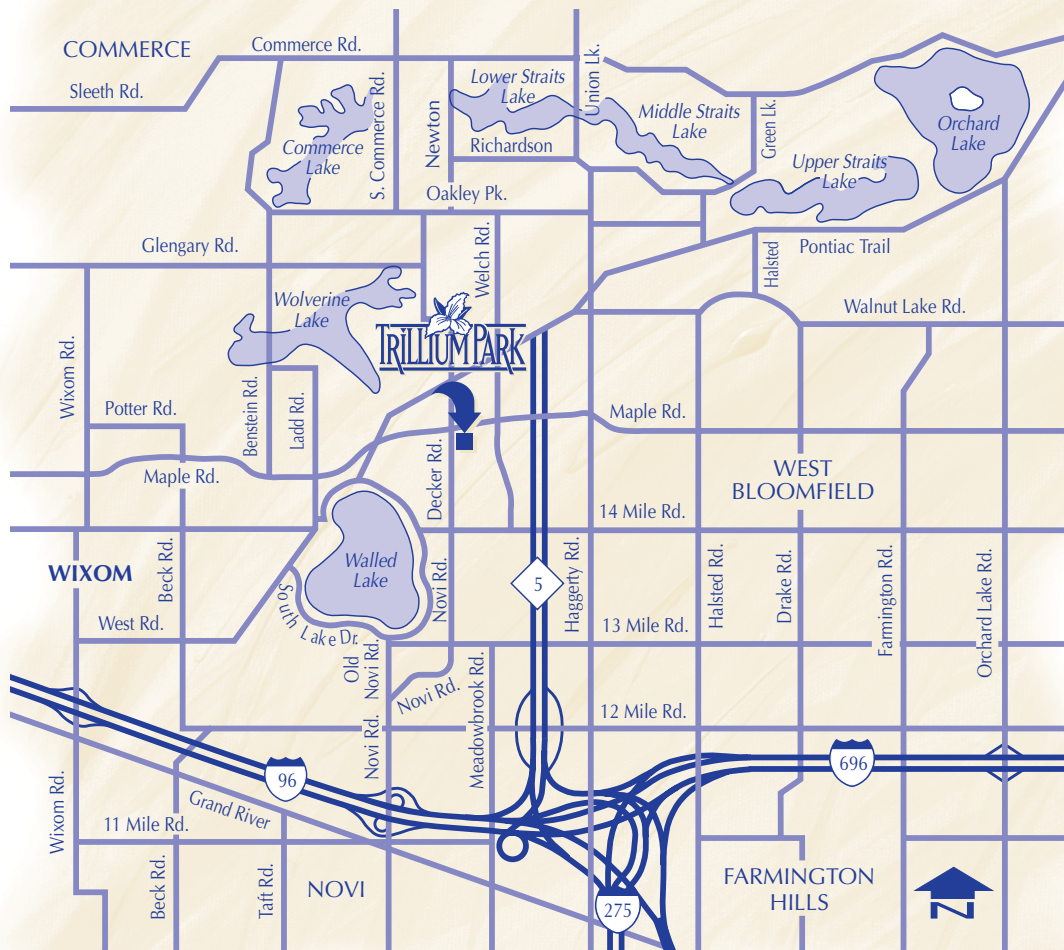 COMMERCE
Commerce Rd.
Sleeth Rd.
S. Commerce Rd.
Newton
Lower Straits
Lake
Union Lk.
Middle Straits
Lake
Green Lk.
Orchard
Lake
Commerce
Lake
Richardson
Upper Straits
Lake
Oakley Pk.
Glengary Rd.
Welch Rd.
Halsted
Pontiac Trail
Wolverine
Lake
Walnut Lake Rd.
TRILLIUM PARK
Wixom Rd.
Potter Rd.
Benstein Rd.
Ladd Rd.
Maple Rd.
Maple Rd.
Decker Rd.
WEST
BLOOMFIELD
14 Mile Rd.
WIXOM
Beck Rd.
Walled
Lake
Novi Rd.
5
Haggerty Rd.
Halsted Rd.
Drake Rd.
Farmington Rd.
Orchard Lake Rd.
West Rd.
South Lake Dr.
13 Mile Rd.
Old
Novi Rd.
Novi Rd.
Meadowbrook Rd.
12 Mile Rd.
Novi Rd.
96
696
Wixom Rd.
Grand River
11 Mile Rd.
Beck Rd.
Taft Rd.
NOVI
275
FARMINGTON
HILLS
N